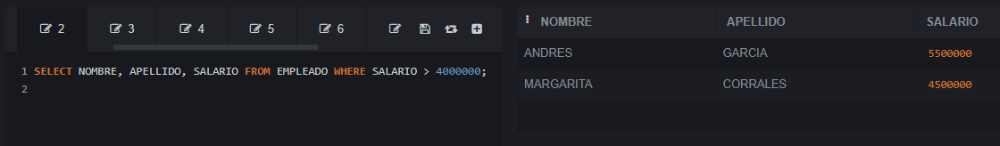 2 3 4 5 6
1 SELECT NOMBRE, APELLIDO, SALARIO FROM EMPLEADO WHERE SALARIO > 4000000;
2
NOMBRE APELLIDO SALARIO
ANDRES GARCIA 5500000
MARGARITA CORRALES 4500000